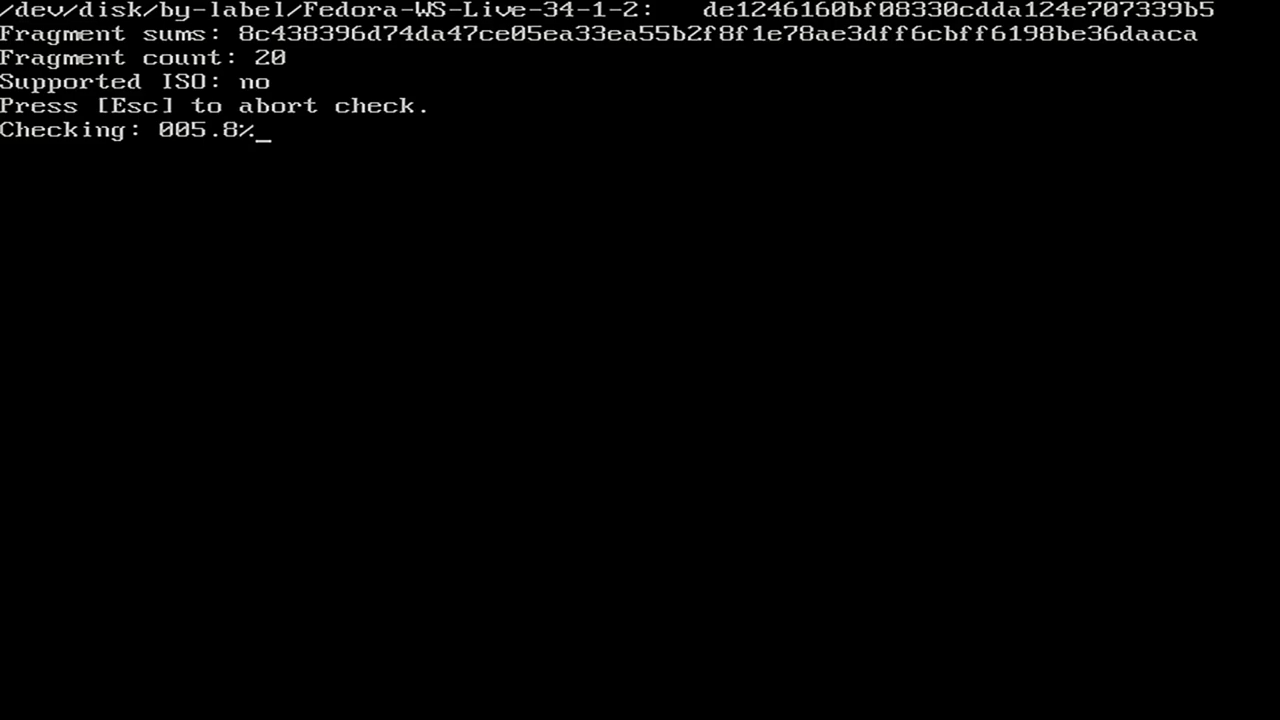 /dev/disk/by-label/Fedora-WS-Live-34-1-2:   de1246160bf08330cdda124e707339b5
Fragment sums: 8c438396d74da47ce05ea33ea55b2f8f1e78ae3dff6cbff6198be36daaca
Fragment count: 20
Supported ISO: no
Press [Esc] to abort check.
Checking: 005.8%_